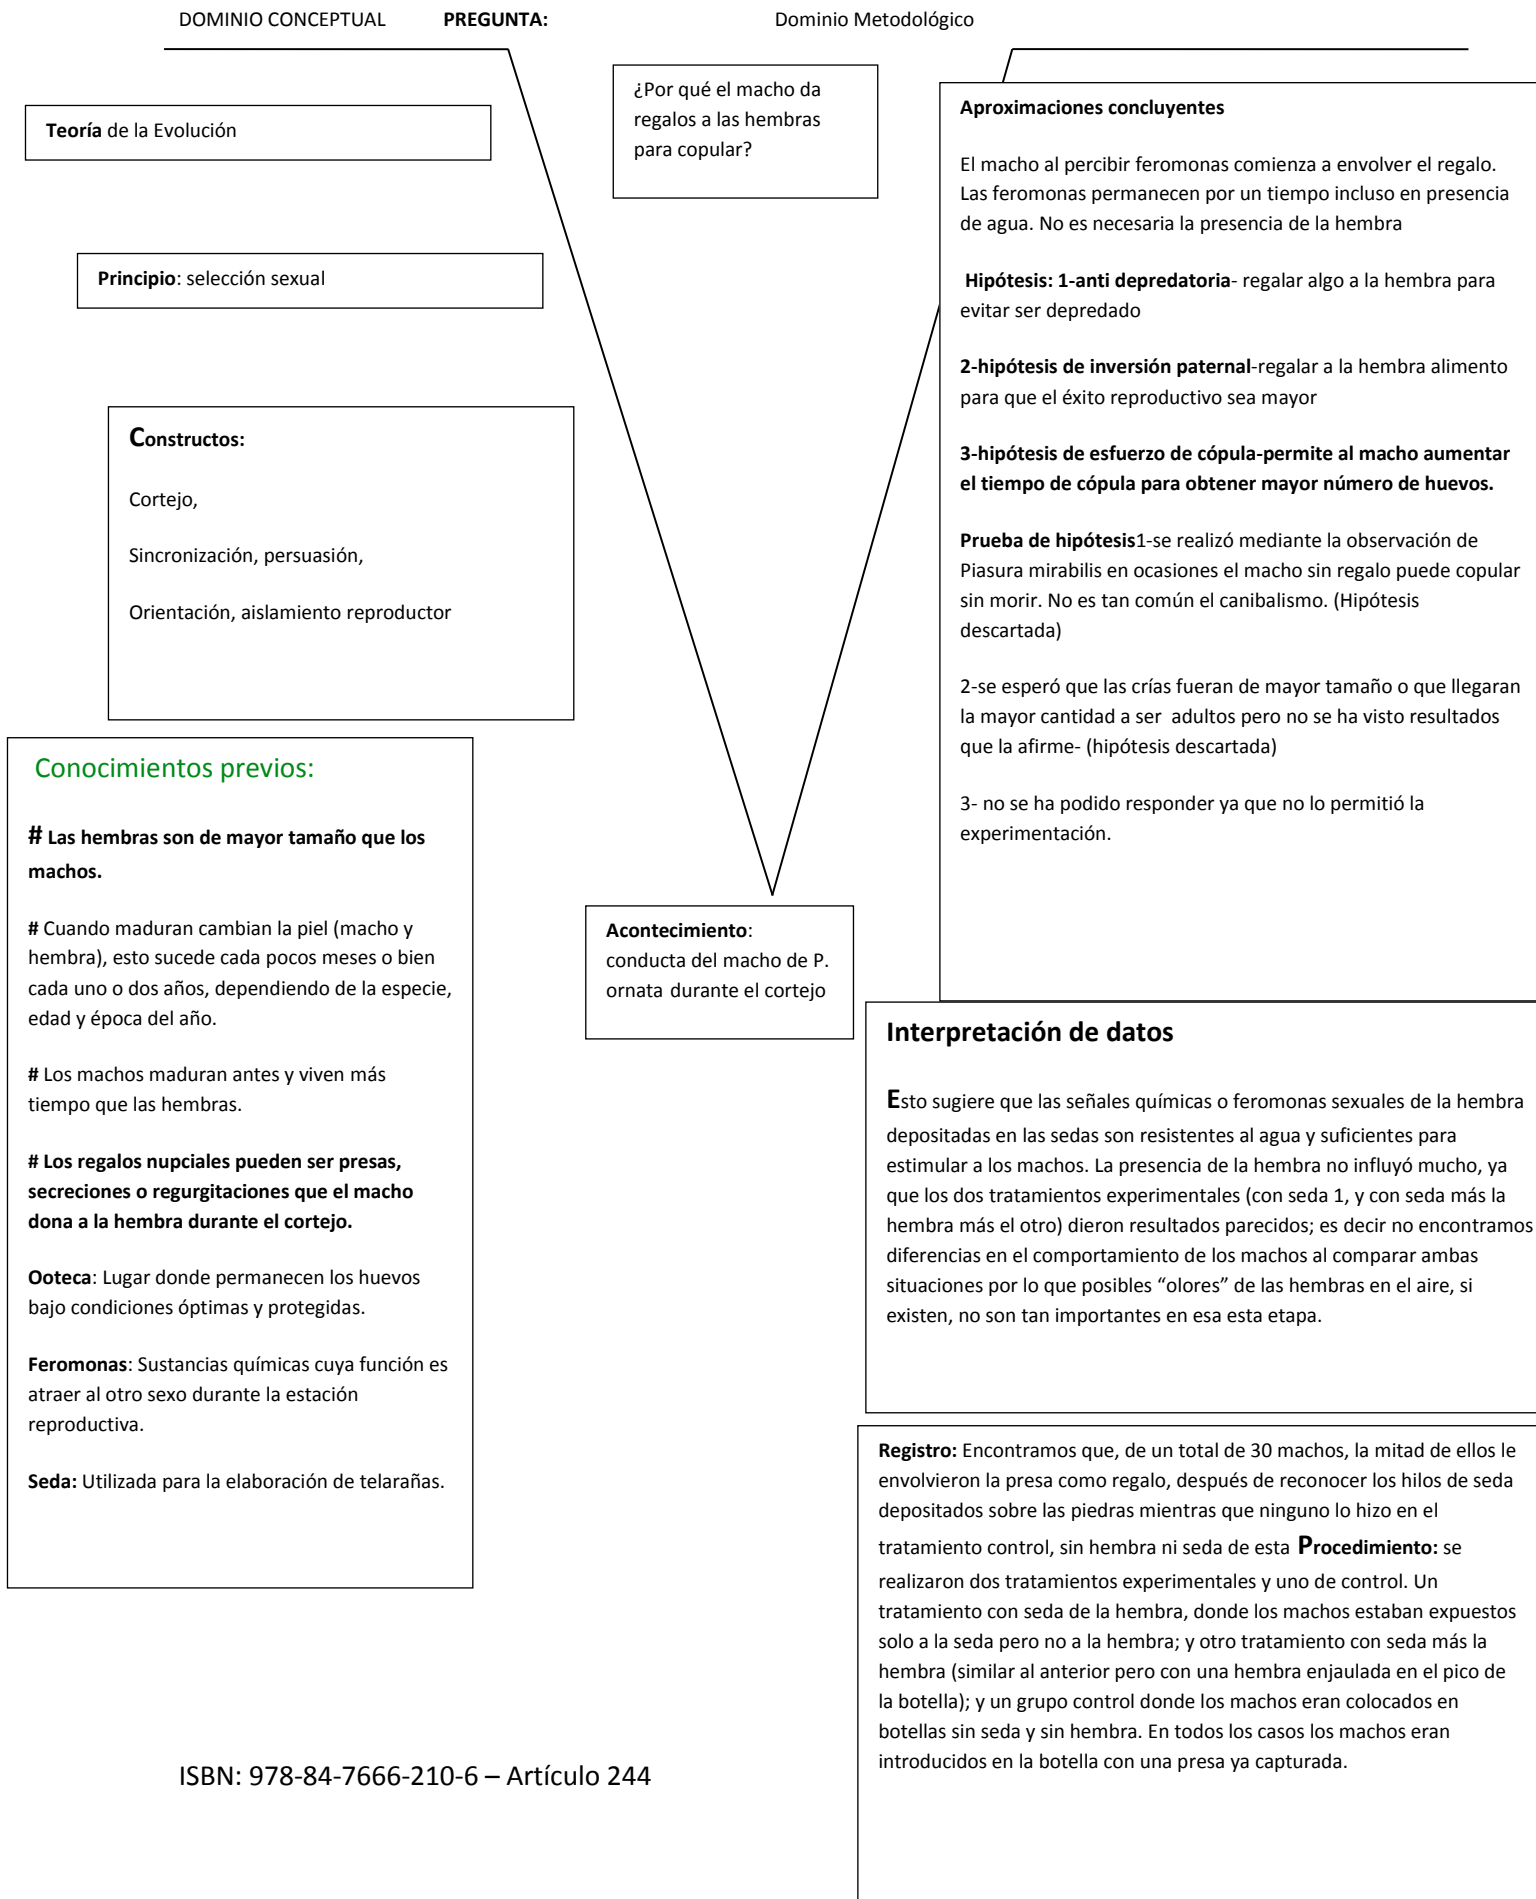 DOMINIO CONCEPTUAL PREGUNTA: Dominio Metodológico
¿Por qué el macho da
regalos a las hembras
para copular?
Teoría de la Evolución
Principio: selección sexual
Constructos:
Cortejo,
Sincronización, persuasión,
Orientación, aislamiento reproductor
Conocimientos previos:
# Las hembras son de mayor tamaño que los
machos.
# Cuando maduran cambian la piel (macho y
hembra), esto sucede cada pocos meses o bien
cada uno o dos años, dependiendo de la especie,
edad y época del año.
# Los machos maduran antes y viven más
tiempo que las hembras.
# Los regalos nupciales pueden ser presas,
secreciones o regurgitaciones que el macho
dona a la hembra durante el cortejo.
Ooteca: Lugar donde permanecen los huevos
bajo condiciones óptimas y protegidas.
Feromonas: Sustancias químicas cuya función es
atraer al otro sexo durante la estación
reproductiva.
Seda: Utilizada para la elaboración de telarañas.
Acontecimiento:
conducta del macho de P.
ornata durante el cortejo
Aproximaciones concluyentes
El macho al percibir feromonas comienza a envolver el regalo.
Las feromonas permanecen por un tiempo incluso en presencia
de agua. No es necesaria la presencia de la hembra
Hipótesis: 1-anti depredatoria- regalar algo a la hembra para
evitar ser depredado
2-hipótesis de inversión paternal-regalar a la hembra alimento
para que el éxito reproductivo sea mayor
3-hipótesis de esfuerzo de cópula-permite al macho aumentar
el tiempo de cópula para obtener mayor número de huevos.
Prueba de hipótesis1-se realizó mediante la observación de
Piasura mirabilis en ocasiones el macho sin regalo puede copular
sin morir. No es tan común el canibalismo. (Hipótesis
descartada)
2-se esperó que las crías fueran de mayor tamaño o que llegaran
la mayor cantidad a ser adultos pero no se ha visto resultados
que la afirme- (hipótesis descartada)
3- no se ha podido responder ya que no lo permitió la
experimentación.
Interpretación de datos
Esto sugiere que las señales químicas o feromonas sexuales de la hembra
depositadas en las sedas son resistentes al agua y suficientes para
estimular a los machos. La presencia de la hembra no influyó mucho, ya
que los dos tratamientos experimentales (con seda 1, y con seda más la
hembra más el otro) dieron resultados parecidos; es decir no encontramos
diferencias en el comportamiento de los machos al comparar ambas
situaciones por lo que posibles “olores” de las hembras en el aire, si
existen, no son tan importantes en esa esta etapa.
Registro: Encontramos que, de un total de 30 machos, la mitad de ellos le
envolvieron la presa como regalo, después de reconocer los hilos de seda
depositados sobre las piedras mientras que ninguno lo hizo en el
tratamiento control, sin hembra ni seda de esta Procedimiento: se
realizaron dos tratamientos experimentales y uno de control. Un
tratamiento con seda de la hembra, donde los machos estaban expuestos
solo a la seda pero no a la hembra; y otro tratamiento con seda más la
hembra (similar al anterior pero con una hembra enjaulada en el pico de
la botella); y un grupo control donde los machos eran colocados en
botellas sin seda y sin hembra. En todos los casos los machos eran
introducidos en la botella con una presa ya capturada.
ISBN: 978-84-7666-210-6 – Artículo 244